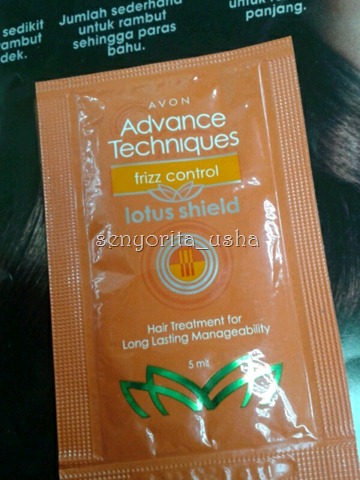 sedikit
rambut
dek.
Jumlah sederhana
untuk rambut
sehingga paras
bahu.
untuk
panjang.
AVON
Advance
Techniques
frizz control
lotus shield
senyorita_usha
Hair Treatment for
Long Lasting Manageability
5 ml